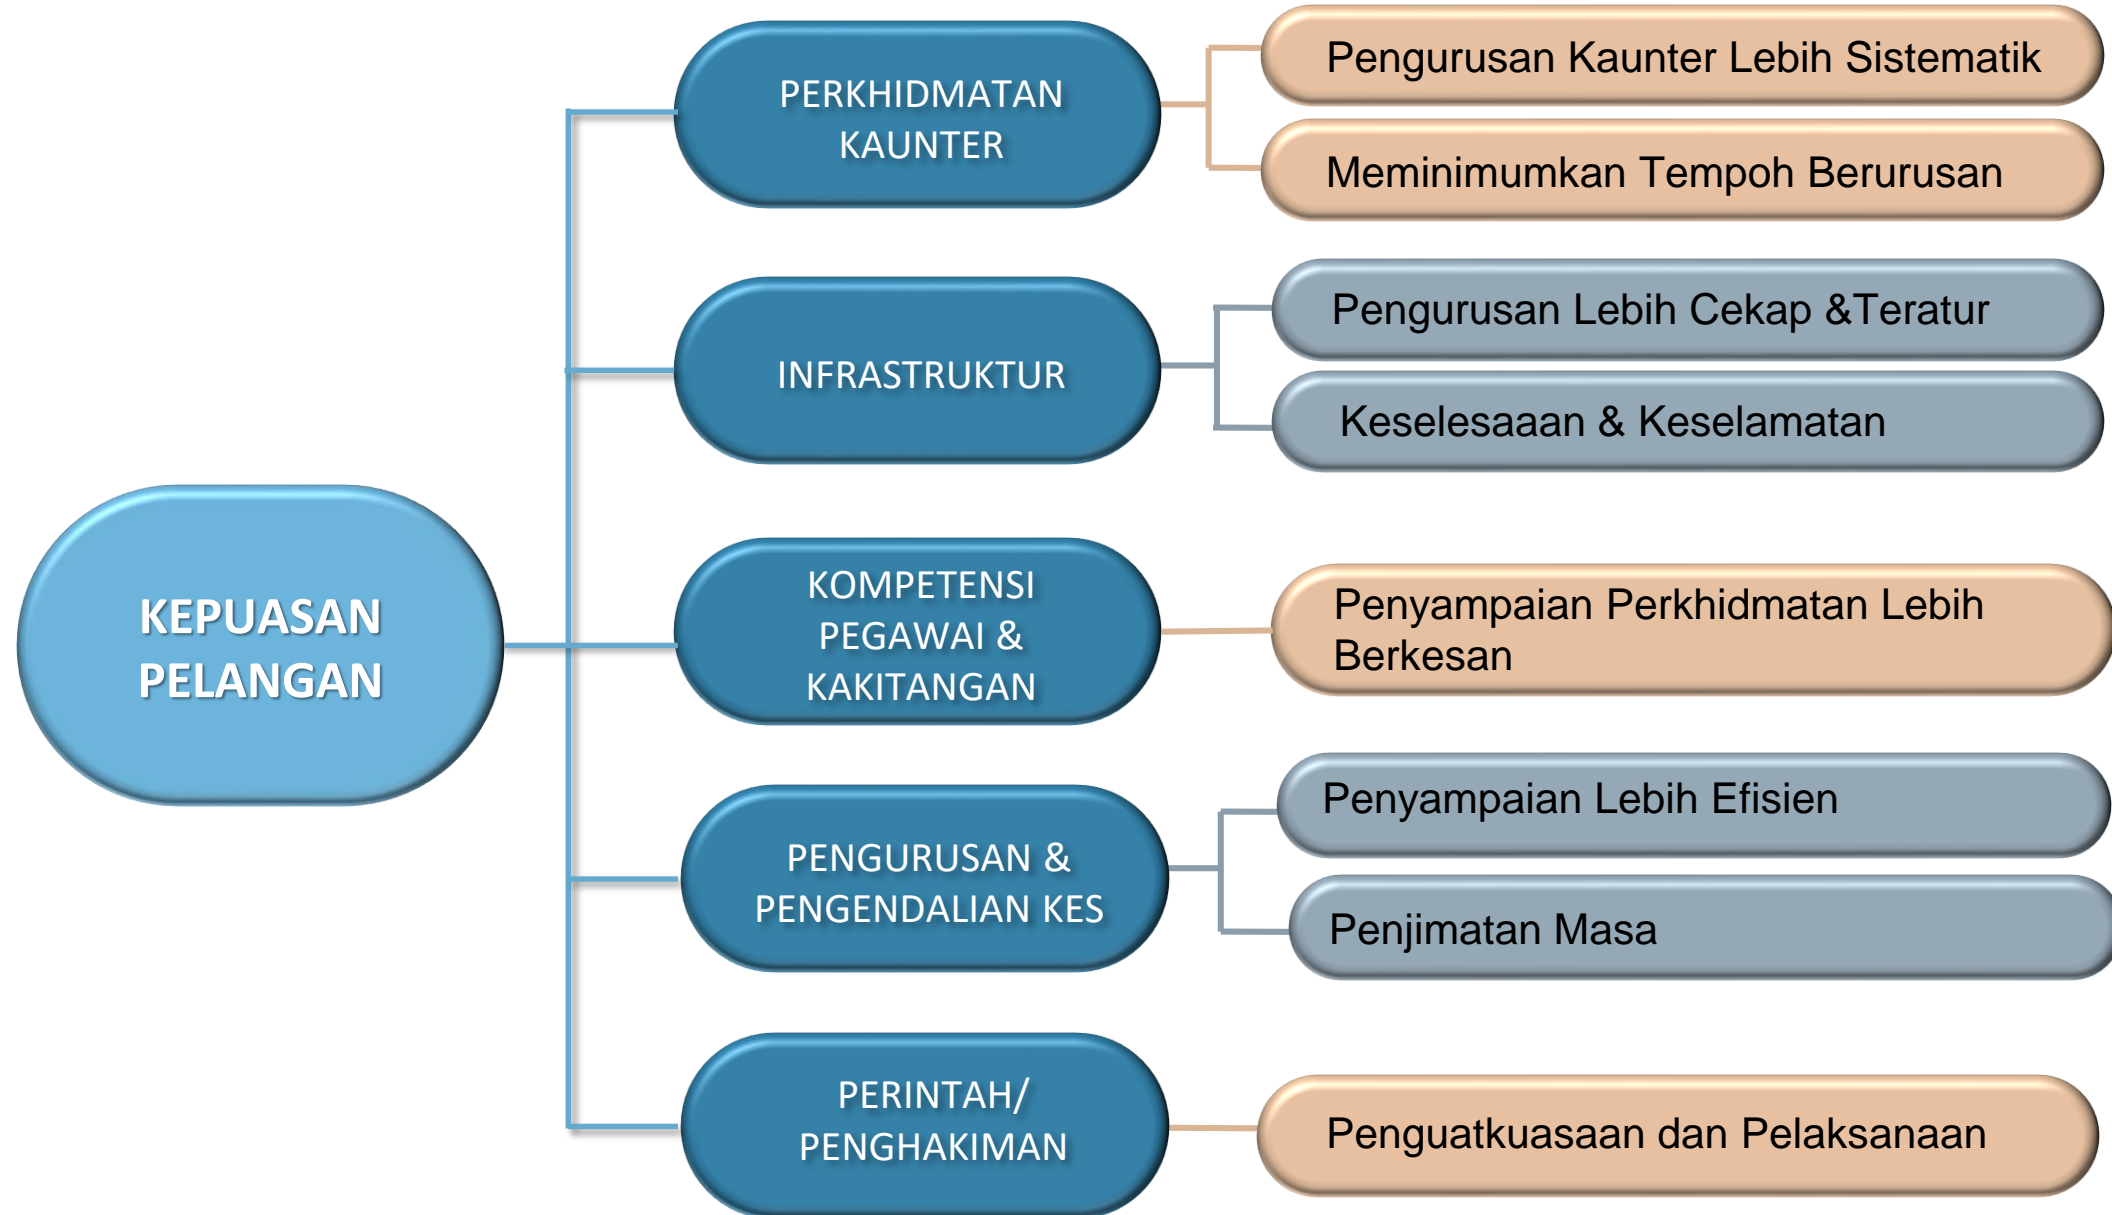 KEPUASAN
PELANGAN
PERKHIDMATAN
KAUNTER
Pengurusan Kaunter Lebih Sistematik
Meminimumkan Tempoh Berurusan
INFRASTRUKTUR
Pengurusan Lebih Cekap &Teratur
Keselesaaan & Keselamatan
KOMPETENSI
PEGAWAI &
KAKITANGAN
Penyampaian Perkhidmatan Lebih
Berkesan
PENGURUSAN &
PENGENDALIAN KES
Penyampaian Lebih Efisien
Penjimatan Masa
PERINTAH/
PENGHAKIMAN
Penguatkuasaan dan Pelaksanaan